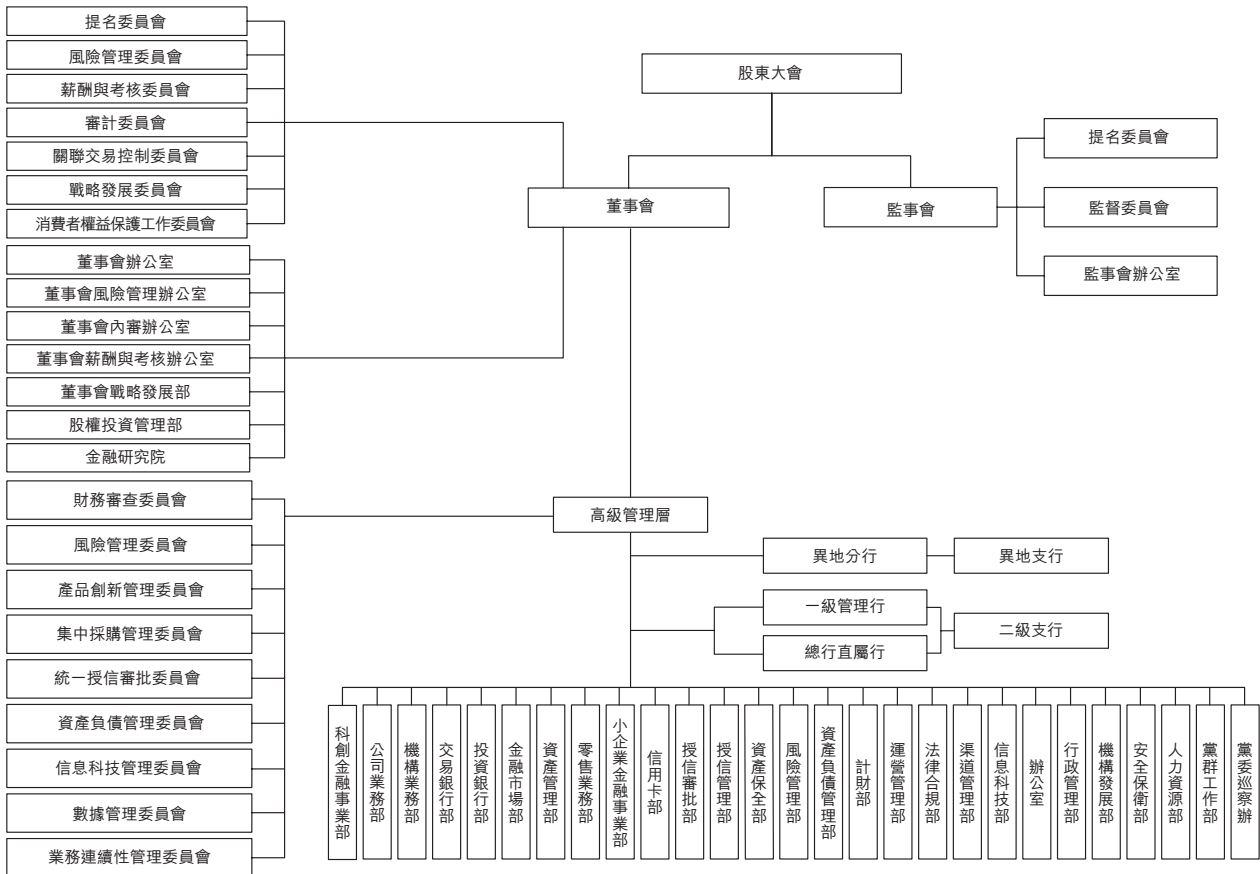 提名委員會
風險管理委員會
薪酬與考核委員會
審計委員會
關聯交易控制委員會
戰略發展委員會
消費者權益保護工作委員會
董事會辦公室
董事會風險管理辦公室
董事會內審辦公室
董事會薪酬與考核辦公室
董事會戰略發展部
股權投資管理部
金融研究院
財務審查委員會
風險管理委員會
產品創新管理委員會
集中採購管理委員會
統一授信審批委員會
資產負債管理委員會
信息科技管理委員會
數據管理委員會
業務連續性管理委員會
股東大會
董事會
監事會
提名委員會
監督委員會
監事會辦公室
高級管理層
異地分行
異地支行
一級管理行
總行直屬行
二級支行
科創金融事業部
公司業務部
機構業務部
交易銀行部
投資銀行部
金融市場部
資產管理部
零售業務部
小企業金融事業部
信用卡部
授信審批部
授信管理部
資產保全部
風險管理部
資產負債管理部
計財部
運營管理部
法律合規部
渠道管理部
信息科技部
辦公室
行政管理部
機構發展部
安全保衛部
人力資源部
黨群工作部
黨委巡察辦